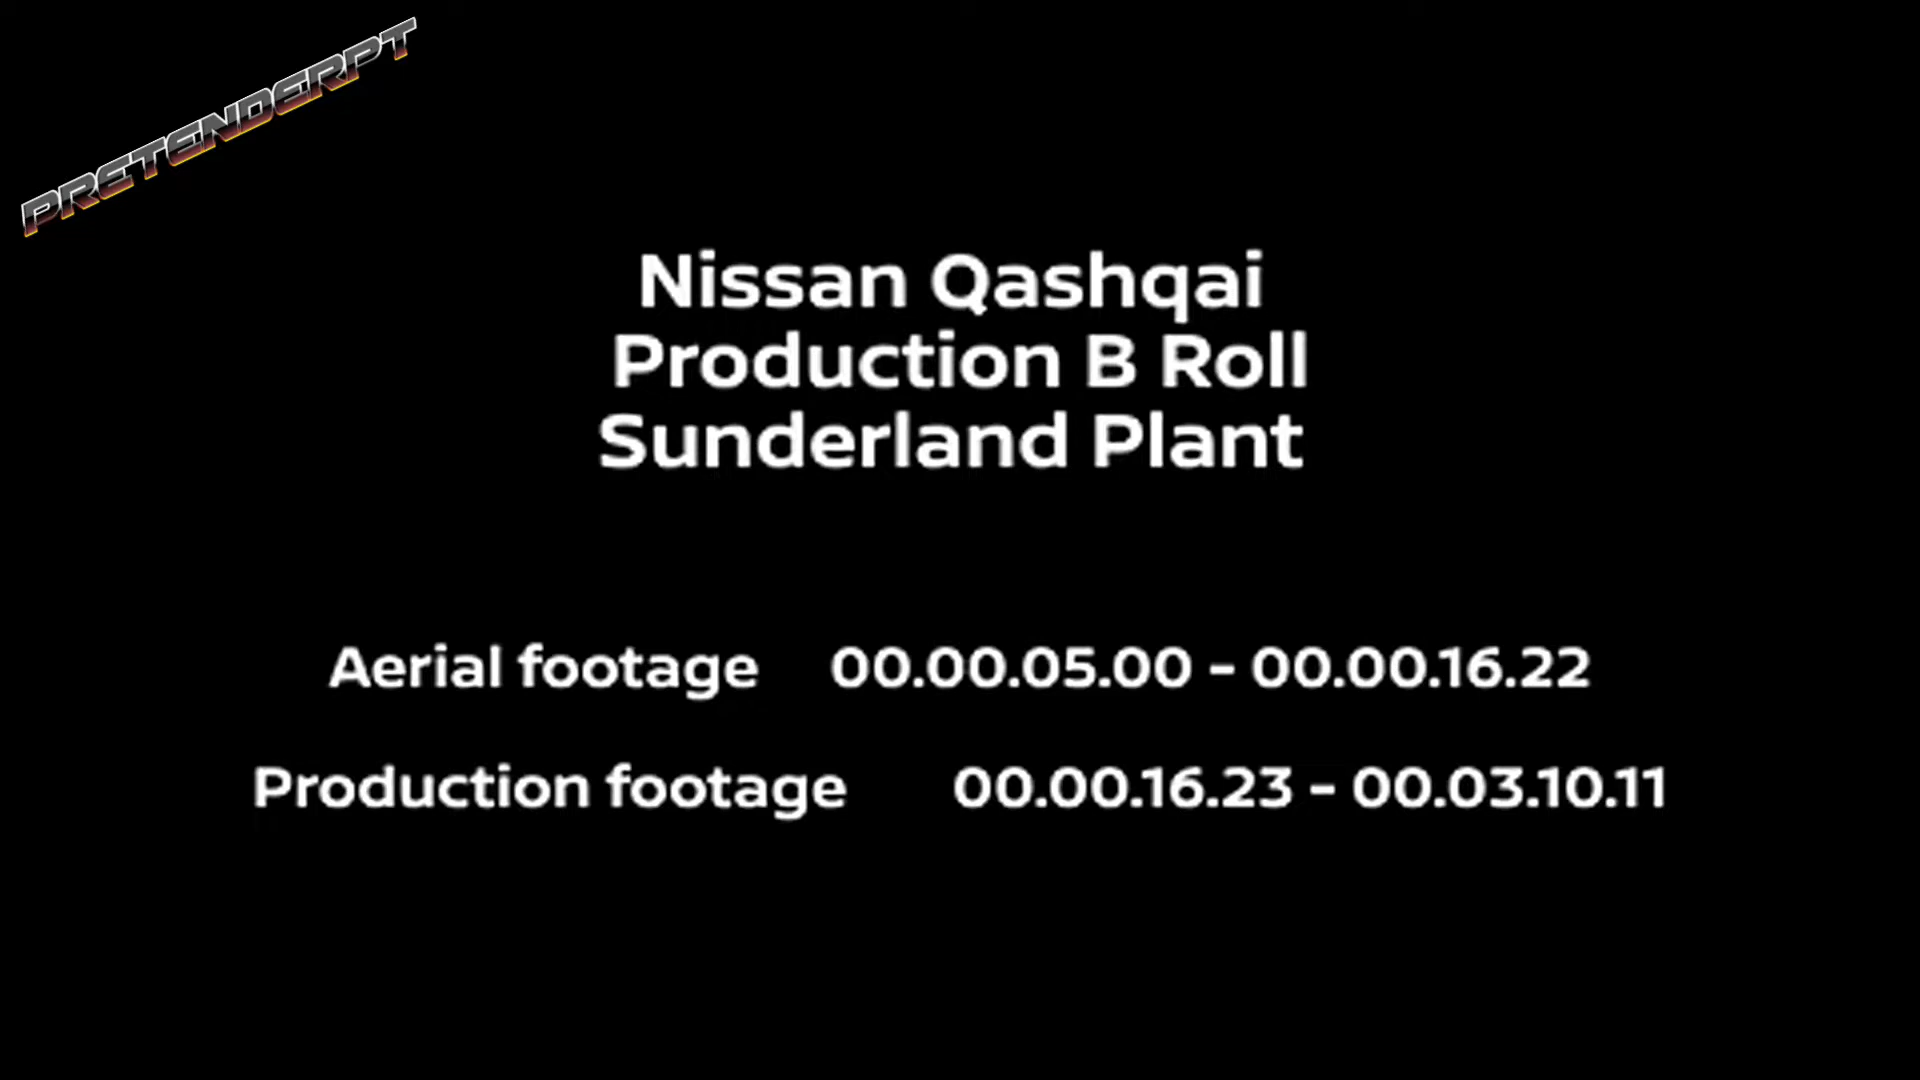 PRETENDERPT
Nissan Qashqai
Production B Roll
Sunderland Plant
Aerial footage 00.00.05.00 - 00.00.16.22
Production footage 00.00.16.23 - 00.03.10.11